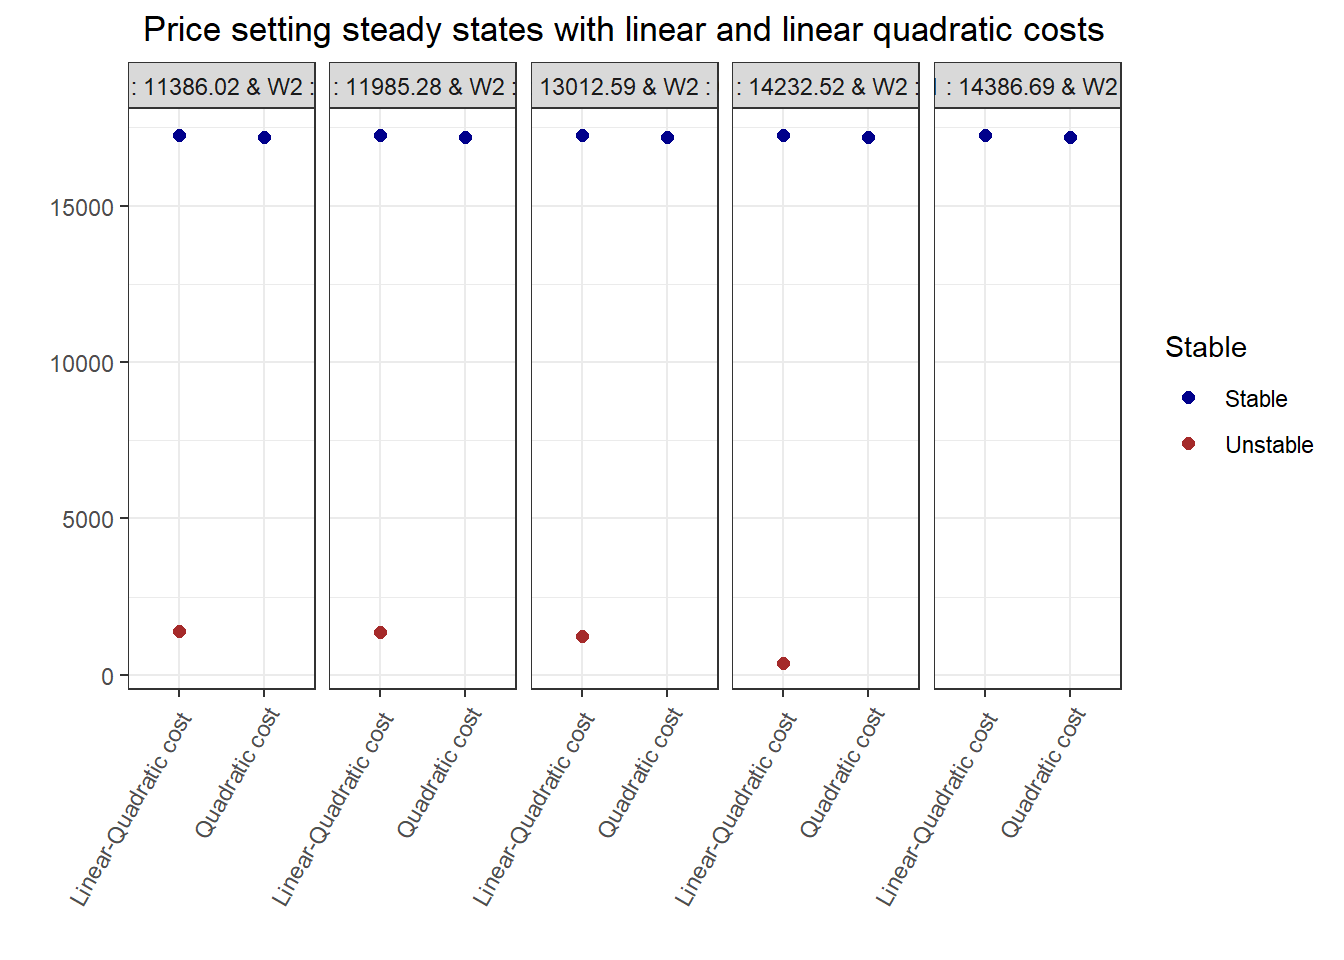 Price setting steady states with linear and linear quadratic costs
: 11386.02 & W2 :
: 11985.28 & W2 :
13012.59 & W2 :
: 14232.52 & W2 :
: 14386.69 & W2
15000
10000
5000
0
Linear-Quadratic cost
Quadratic cost
Linear-Quadratic cost
Quadratic cost
Linear-Quadratic cost
Quadratic cost
Linear-Quadratic cost
Quadratic cost
Linear-Quadratic cost
Quadratic cost
Stable
Stable
Unstable